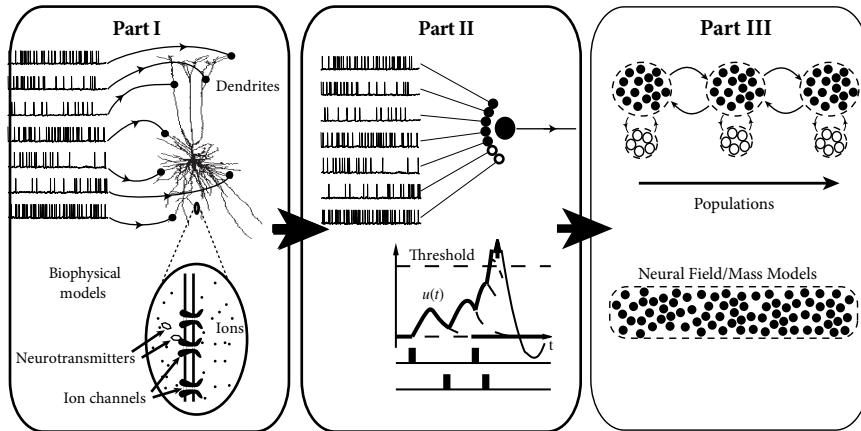 Part I
Dendrites
Biophysical
models
Ions
Neurotransmitters
Ion channels
Part II
Threshold
u(t)
t
Part III
Populations
Neural Field/Mass Models